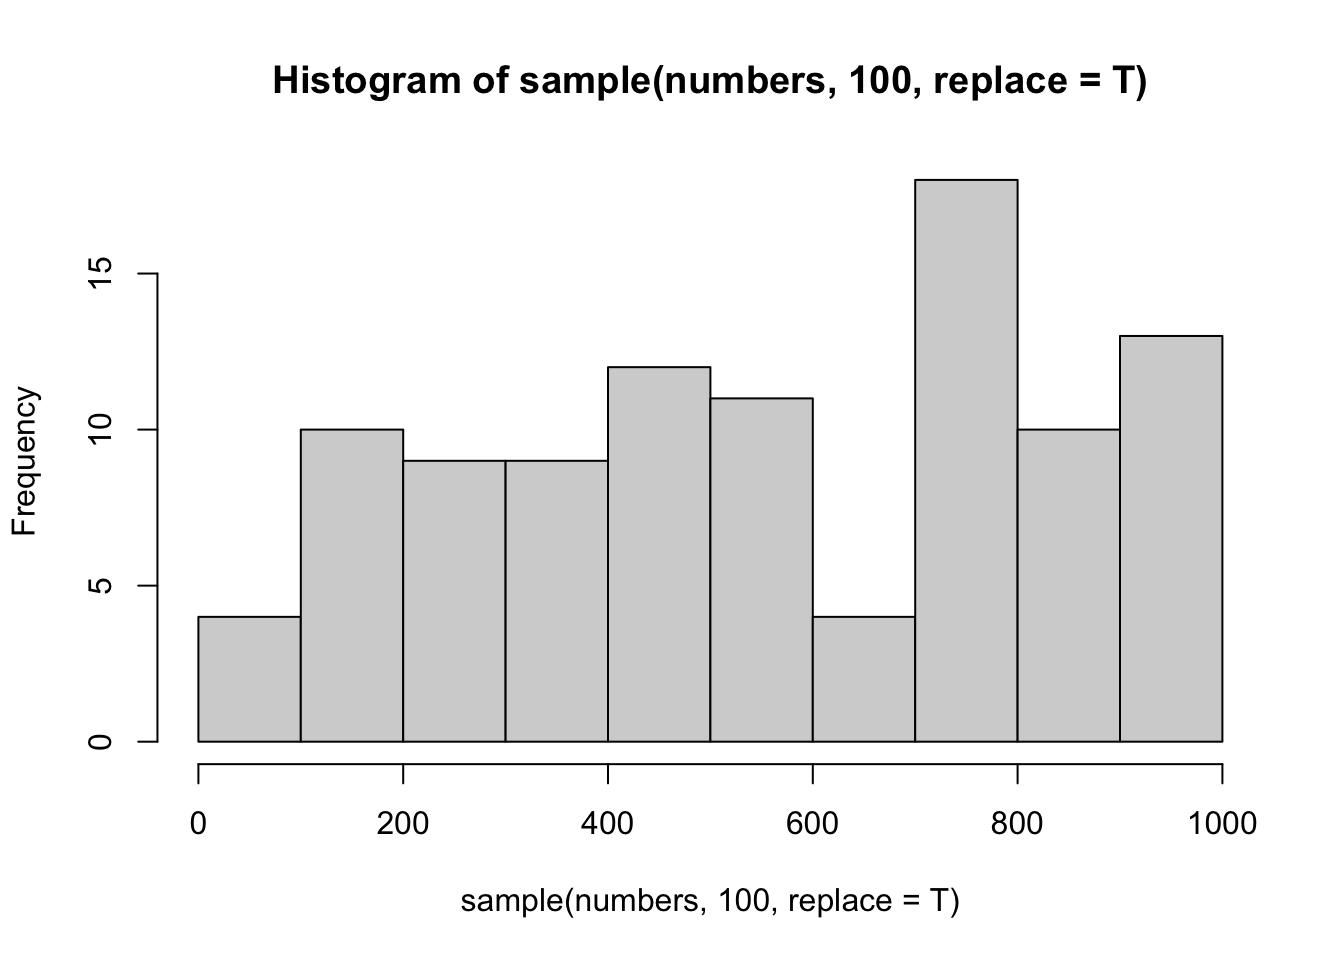 Histogram of sample(numbers, 100, replace = T)
Frequency
15
10
5
0
0 200 400 600 800 1000
sample(numbers, 100, replace = T)